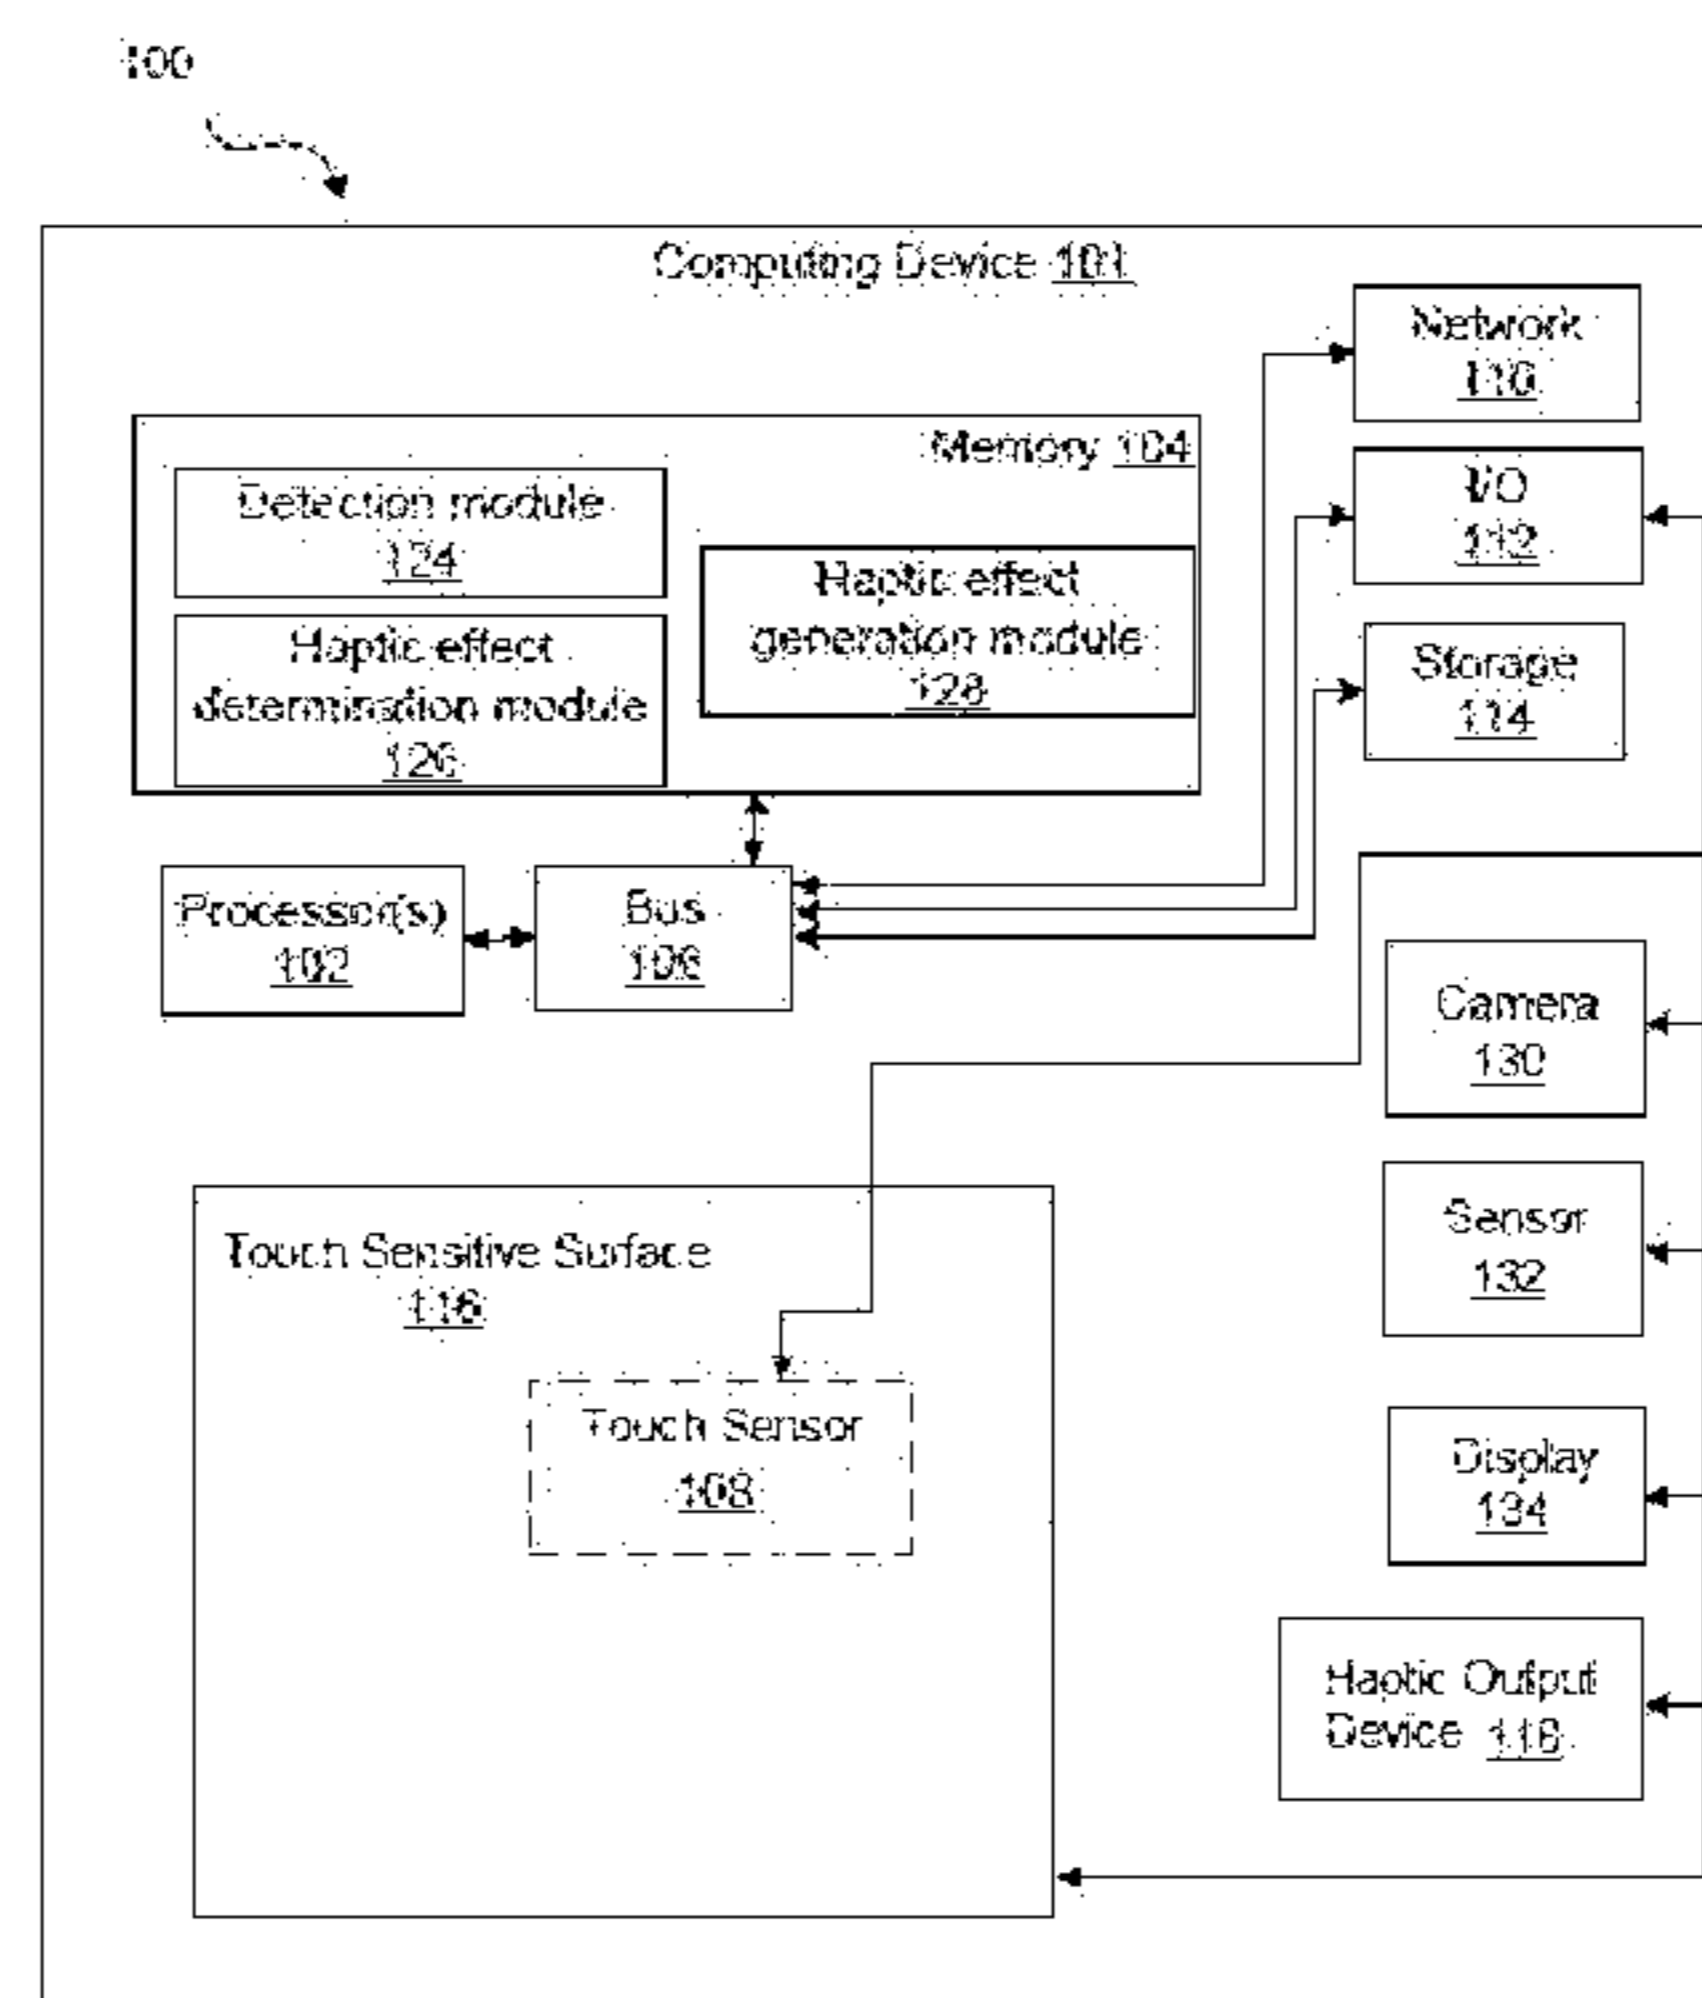 100
Computing Device 101
Network
110
Memory 104
I/O
112
Detection module
124
Haptic effect
generation module
128
Haptic effect
determination module
126
Storage
114
Processor(s)
102
Bus
106
Camera
130
Sensor
132
Touch Sensitive Surface
116
Touch Sensor
108
Display
134
Haptic Output
Device 118